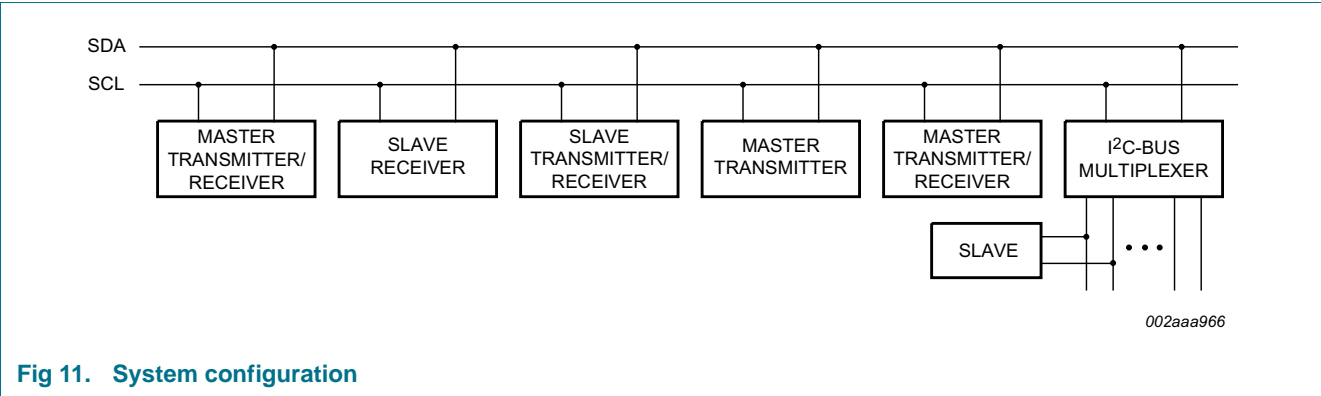 SDA
SCL
MASTER
TRANSMITTER/
RECEIVER
SLAVE
RECEIVER
SLAVE
TRANSMITTER/
RECEIVER
MASTER
TRANSMITTER
MASTER
TRANSMITTER/
RECEIVER
I²C-BUS
MULTIPLEXER
SLAVE
002aaa966
Fig 11. System configuration